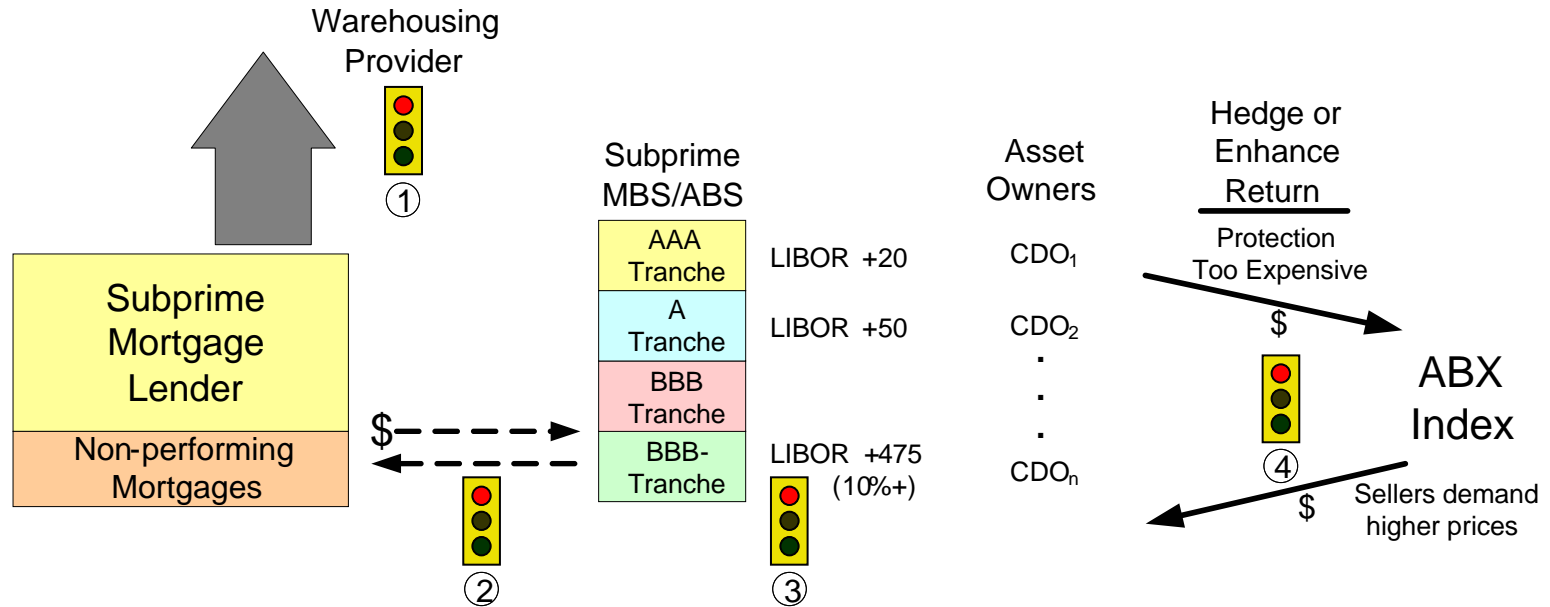 Warehousing
Provider
①
Subprime
Mortgage
Lender
Non-performing
Mortgages
$
②
Subprime
MBS/ABS
AAA
Tranche
LIBOR +20
A
Tranche
LIBOR +50
BBB
Tranche
BBB-
Tranche
LIBOR +475
(10%+)
③
Asset
Owners
CDO₁
CDO₂
.
.
.
CDOₙ
Hedge or
Enhance
Return
Protection
Too Expensive
$
④
$
Sellers demand
higher prices
ABX
Index